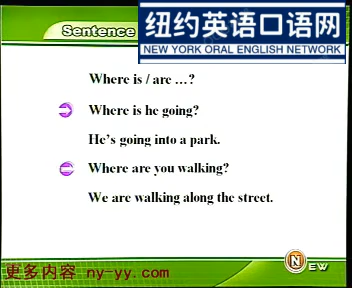 Sentence
纽约英语口语网
NEW YORK ORAL ENGLISH NETWORK
Where is / are ...?
Where is he going?
He's going into a park.
Where are you walking?
We are walking along the street.
NEW
更多内容 ny-yy.com